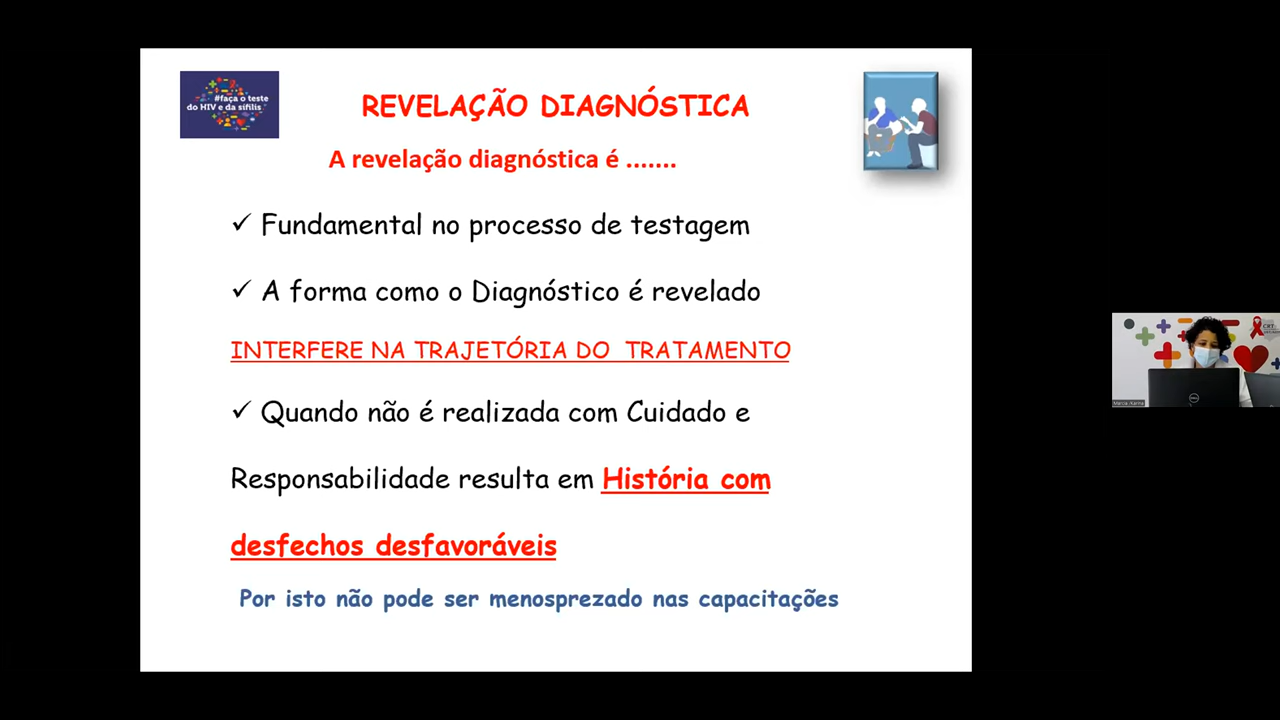 #faça o teste
do HIV e da sífilis
REVELAÇÃO DIAGNÓSTICA
A revelação diagnóstica é .......
✓ Fundamental no processo de testagem
✓ A forma como o Diagnóstico é revelado
INTERFERE NA TRAJETÓRIA DO TRATAMENTO
✓ Quando não é realizada com Cuidado e
Responsabilidade resulta em História com
desfechos desfavoráveis
Por isto não pode ser menosprezado nas capacitações
CRT
DELL